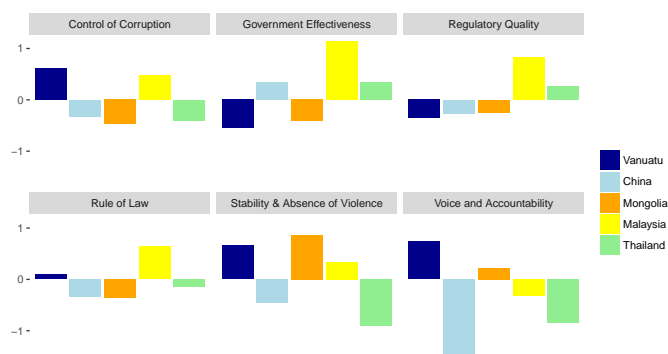 Control of Corruption
Government Effectiveness
Regulatory Quality
1
0
−1
Rule of Law
Stability & Absence of Violence
Voice and Accountability
1
0
−1
Vanuatu
China
Mongolia
Malaysia
Thailand